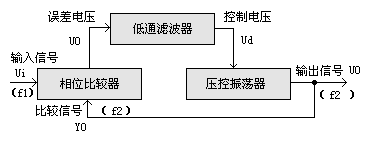 误差电压
U0
低通滤波器
控制电压
Ud
输入信号
Ui
(f1)
相位比较器
压控振荡器
输出信号 U0
(f2)
比较信号
Y0
(f2)